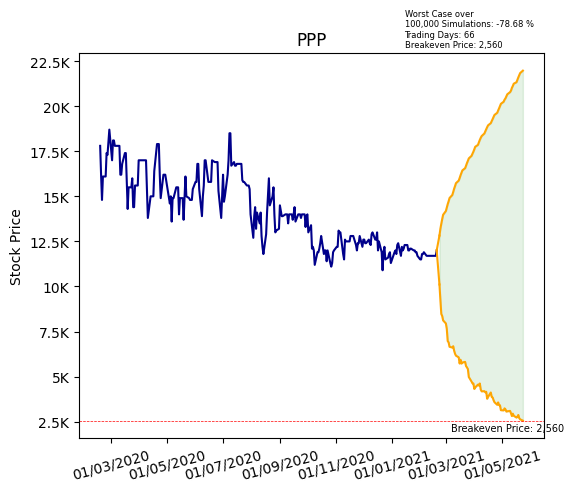 Worst Case over
100,000 Simulations: -78.68 %
Trading Days: 66
Breakeven Price: 2,560
PPP
Stock Price
22.5K
20K
17.5K
15K
12.5K
10K
7.5K
5K
2.5K
Breakeven Price: 2,560
01/03/2020
01/05/2020
01/07/2020
01/09/2020
01/11/2020
01/01/2021
01/03/2021
01/05/2021